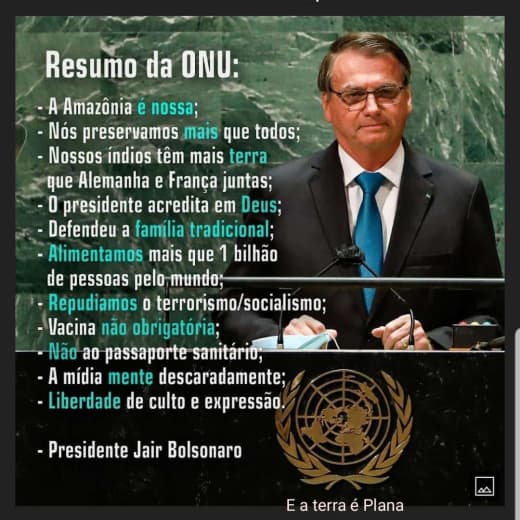 Resumo da ONU:
- A Amazônia é nossa;
- Nós preservamos mais que todos;
- Nossos índios têm mais terra
que Alemanha e França juntas;
- O presidente acredita em Deus;
- Defendeu a família tradicional;
- Alimentamos mais que 1 bilhão
de pessoas pelo mundo;
- Repudiamos o terrorismo/socialismo;
- Vacina não obrigatória;
- Não ao passaporte sanitário;
- A mídia mente descaradamente;
- Liberdade de culto e expressão.
- Presidente Jair Bolsonaro
E a terra é Plana